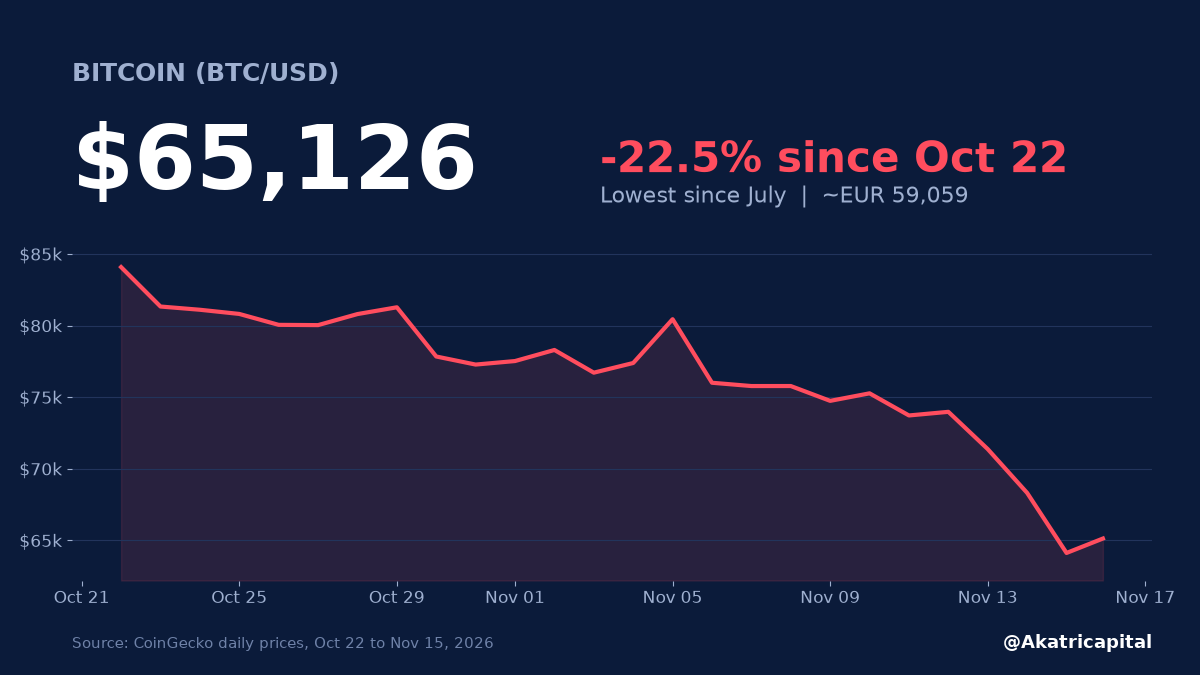 BITCOIN (BTC/USD)
$65,126
-22.5% since Oct 22
Lowest since July | ~EUR 59,059
$85k
$80k
$75k
$70k
$65k
Oct 21 Oct 25 Oct 29 Nov 01 Nov 05 Nov 09 Nov 13 Nov 17
Source: CoinGecko daily prices, Oct 22 to Nov 15, 2026
@Akatricapital